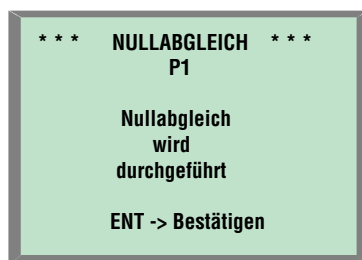 * * * NULLABGLEICH * * *
P1
Nullabgleich
wird
durchgeführt
ENT -> Bestätigen